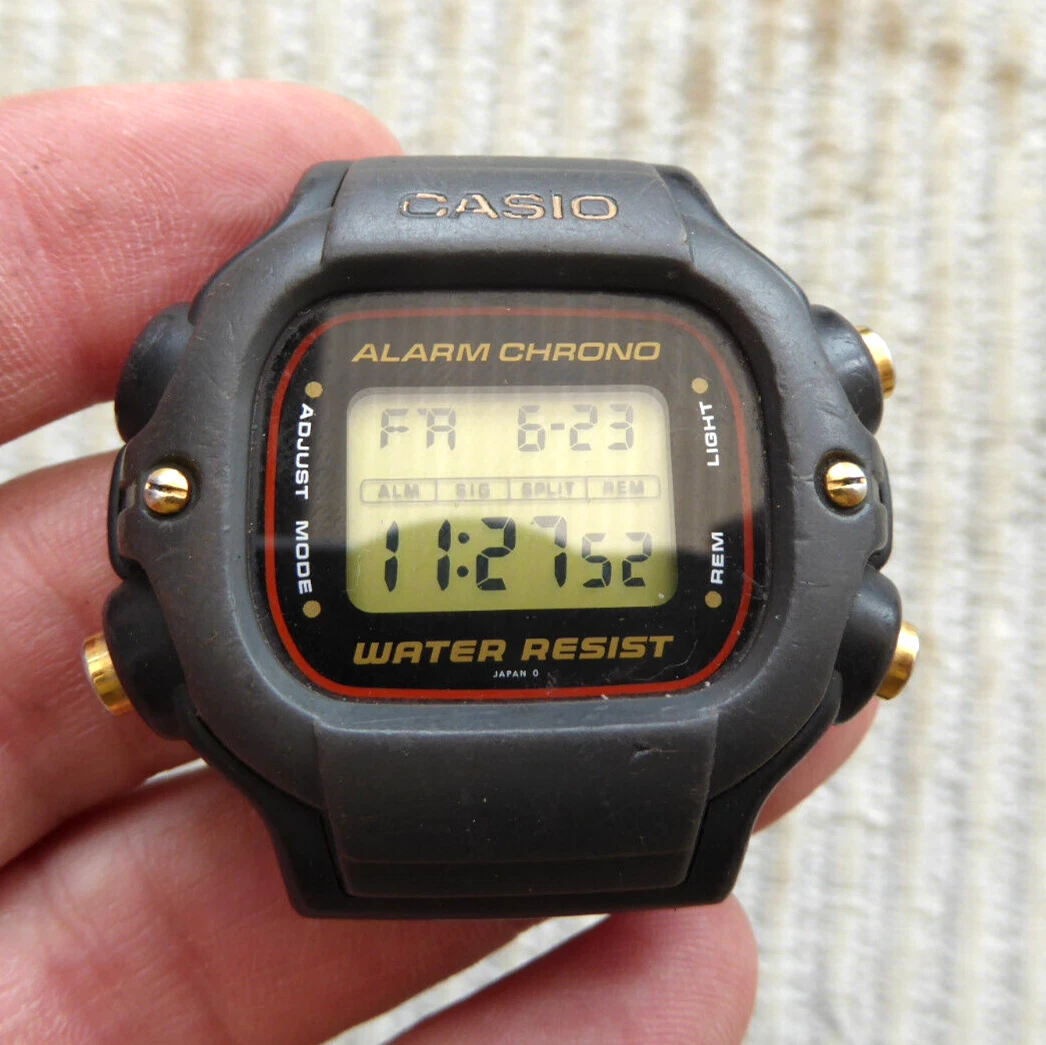 CASIO
ALARM CHRONO
ADJUST
LIGHT
FR 6-23
ALM SIG SPLIT REM
11:27 52
MODE
REM
WATER RESIST
JAPAN 0